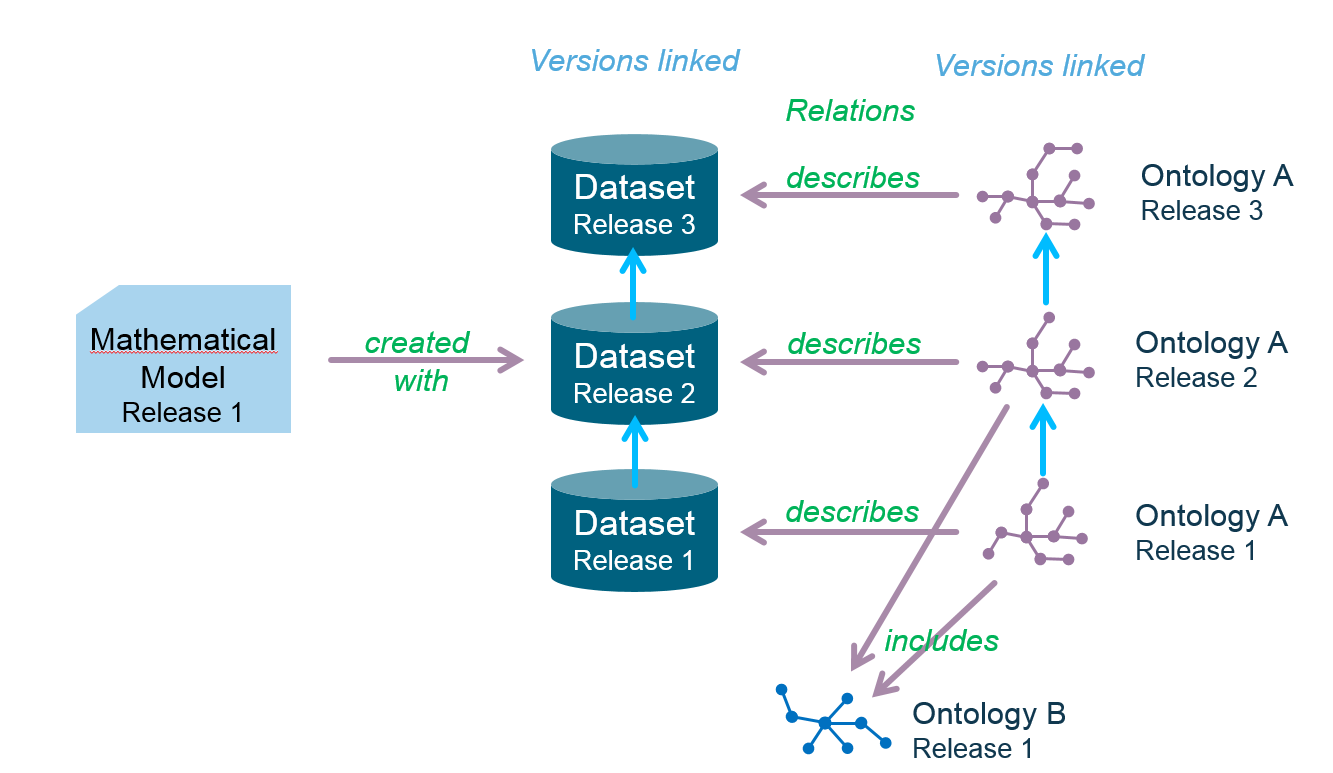 Versions linked
Versions linked
Relations
Dataset
Release 3
describes
Ontology A
Release 3
Mathematical
Model
Release 1
created
with
Dataset
Release 2
describes
Ontology A
Release 2
Dataset
Release 1
describes
Ontology A
Release 1
includes
Ontology B
Release 1